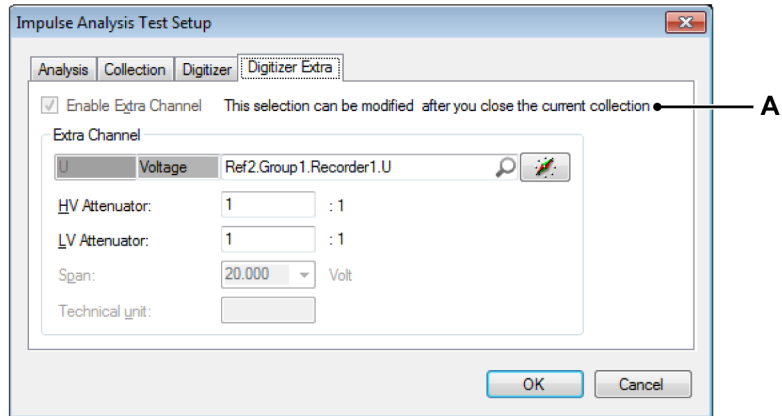 Impulse Analysis Test Setup
Analysis Collection Digitizer Digitizer Extra
Enable Extra Channel This selection can be modified after you close the current collection A
Extra Channel
U Voltage Ref2.Group1.Recorder1.U
HV Attenuator: 1 : 1
LV Attenuator: 1 : 1
Span: 20.000 Volt
Technical unit:
OK Cancel